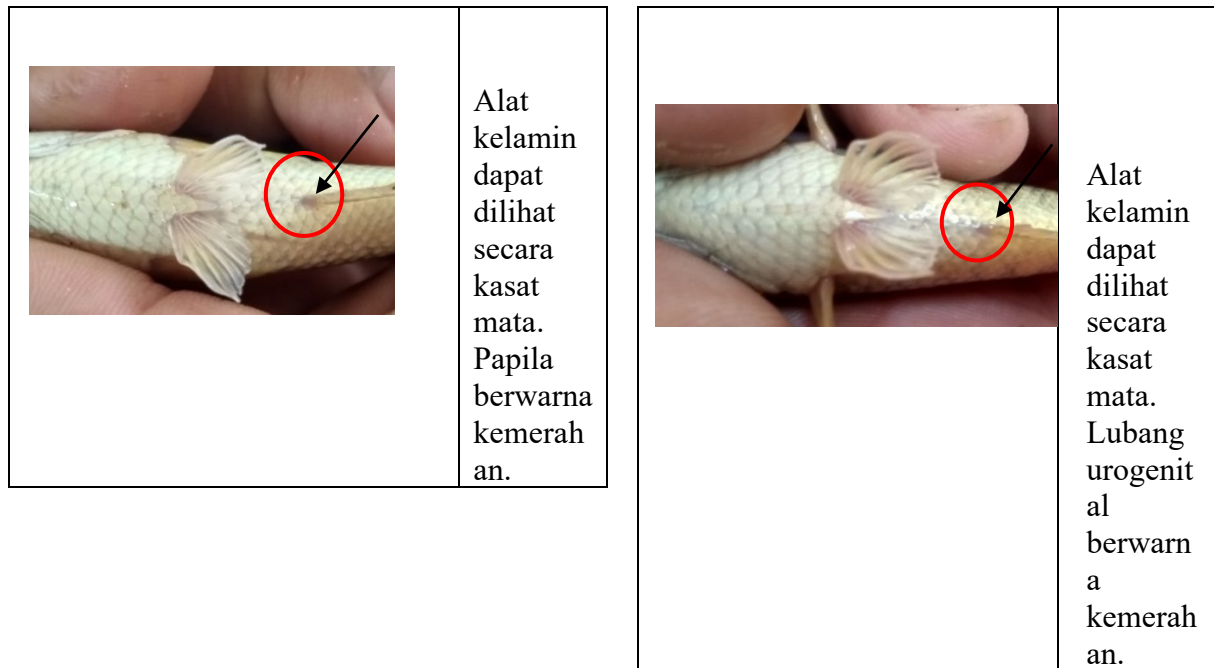 Alat
kelamin
dapat
dilihat
secara
kasat
mata.
Papila
berwarna
kemerah
an.
Alat
kelamin
dapat
dilihat
secara
kasat
mata.
Lubang
urogenit
al
berwarn
a
kemerah
an.